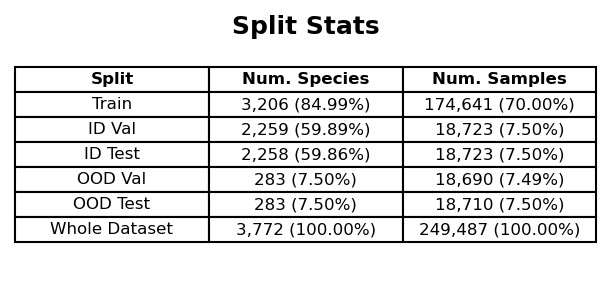 Split Stats
Split Num. Species Num. Samples
Train 3,206 (84.99%) 174,641 (70.00%)
ID Val 2,259 (59.89%) 18,723 (7.50%)
ID Test 2,258 (59.86%) 18,723 (7.50%)
OOD Val 283 (7.50%) 18,690 (7.49%)
OOD Test 283 (7.50%) 18,710 (7.50%)
Whole Dataset 3,772 (100.00%) 249,487 (100.00%)